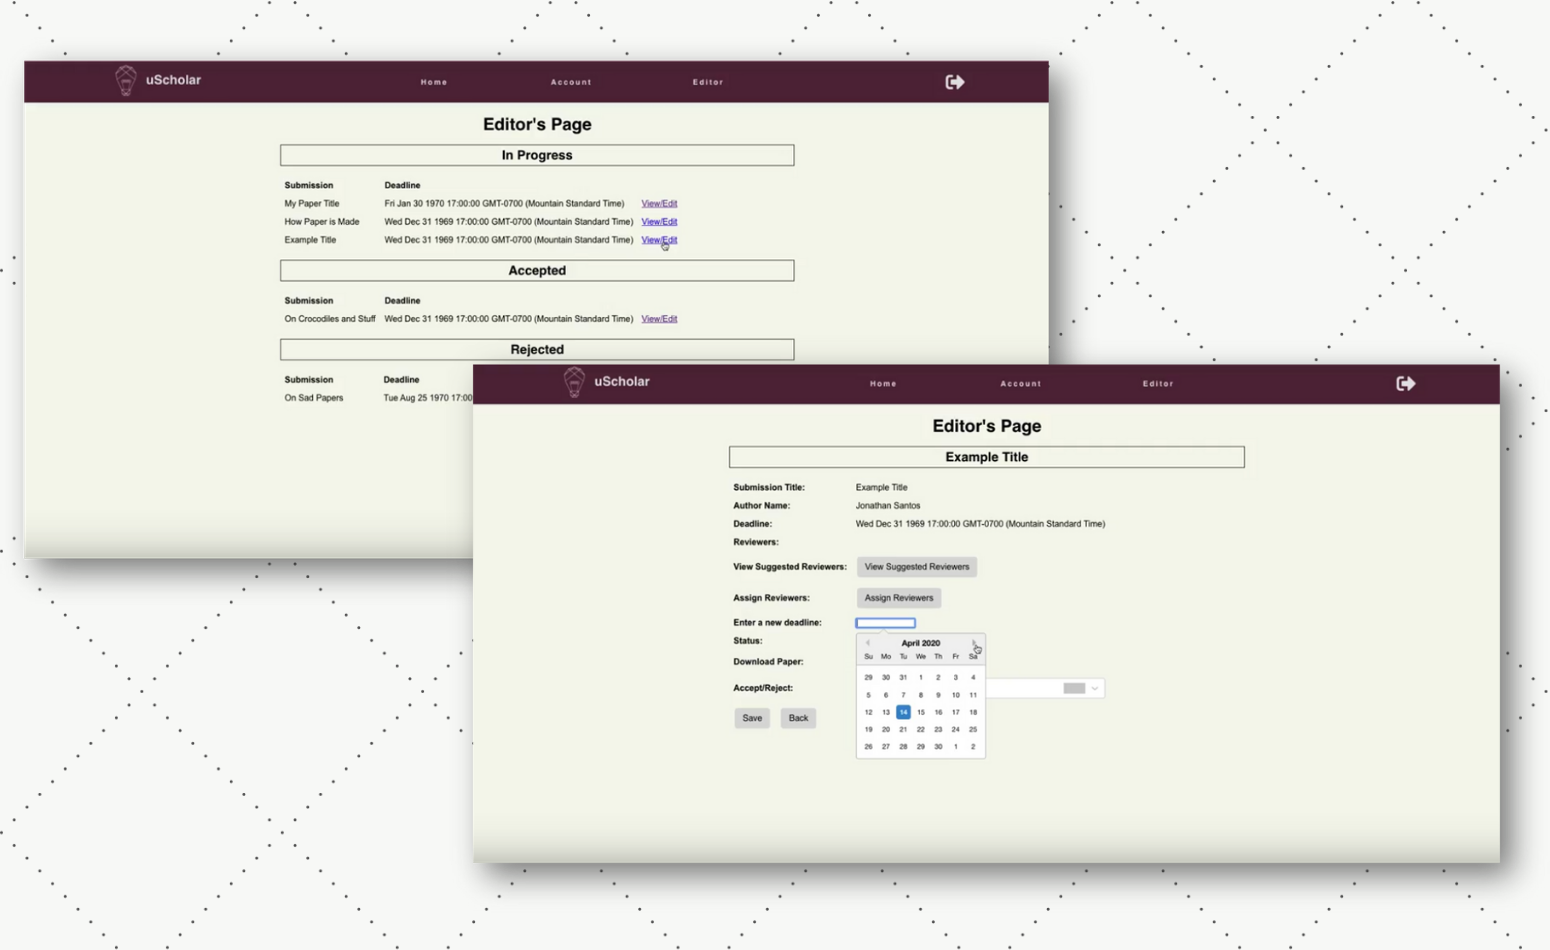 uScholar
Home Account Editor
Editor's Page
In Progress
Submission Deadline
My Paper Title Fri Jan 30 1970 17:00:00 GMT-0700 (Mountain Standard Time) View/Edit
How Paper is Made Wed Dec 31 1969 17:00:00 GMT-0700 (Mountain Standard Time) View/Edit
Example Title Wed Dec 31 1969 17:00:00 GMT-0700 (Mountain Standard Time) View/Edit
Accepted
Submission Deadline
On Crocodiles and Stuff Wed Dec 31 1969 17:00:00 GMT-0700 (Mountain Standard Time) View/Edit
Rejected
Submission Deadline
On Sad Papers Tue Aug 25 1970 17:00
uScholar
Home Account Editor
Editor's Page
Example Title
Submission Title: Example Title
Author Name: Jonathan Santos
Deadline: Wed Dec 31 1969 17:00:00 GMT-0700 (Mountain Standard Time)
Reviewers:
View Suggested Reviewers: View Suggested Reviewers
Assign Reviewers: Assign Reviewers
Enter a new deadline:
Status:
Download Paper:
Accept/Reject:
Save Back
April 2020
Su Mo Tu We Th Fr Sa
29 30 31 1 2 3 4
5 6 7 8 9 10 11
12 13 14 15 16 17 18
19 20 21 22 23 24 25
26 27 28 29 30 1 2